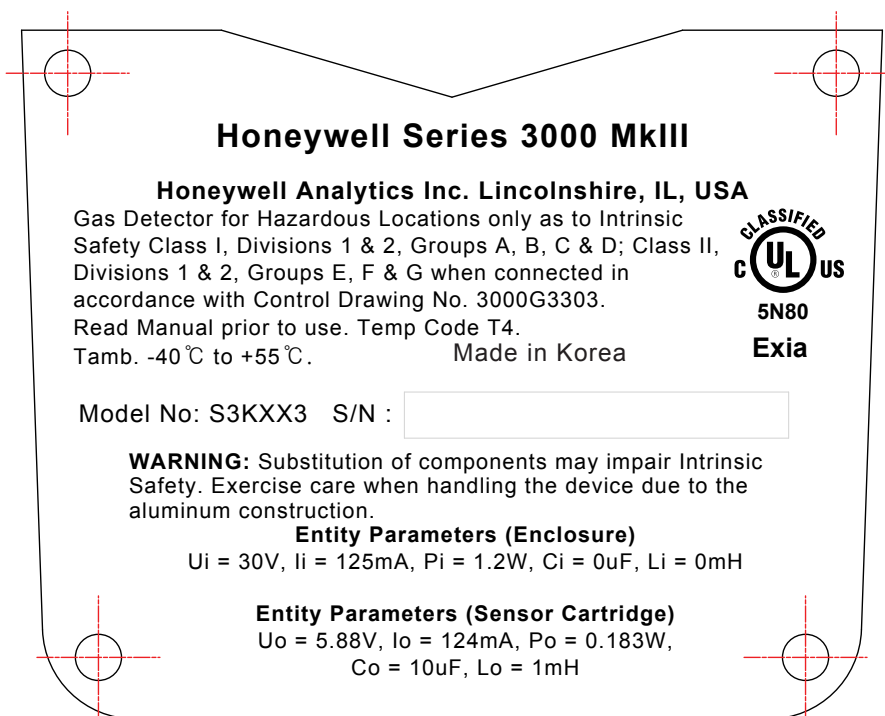 Honeywell Series 3000 MkIII
Honeywell Analytics Inc. Lincolnshire, IL, USA
Gas Detector for Hazardous Locations only as to Intrinsic
Safety Class I, Divisions 1 & 2, Groups A, B, C & D; Class II,
Divisions 1 & 2, Groups E, F & G when connected in
accordance with Control Drawing No. 3000G3303.
Read Manual prior to use. Temp Code T4.
Tamb. -40℃ to +55℃. Made in Korea
CLASSIFIED
C UL ® US
5N80
Exia
Model No: S3KXX3 S/N :
WARNING: Substitution of components may impair Intrinsic
Safety. Exercise care when handling the device due to the
aluminum construction.
Entity Parameters (Enclosure)
Ui = 30V, Ii = 125mA, Pi = 1.2W, Ci = 0uF, Li = 0mH
Entity Parameters (Sensor Cartridge)
Uo = 5.88V, Io = 124mA, Po = 0.183W,
Co = 10uF, Lo = 1mH